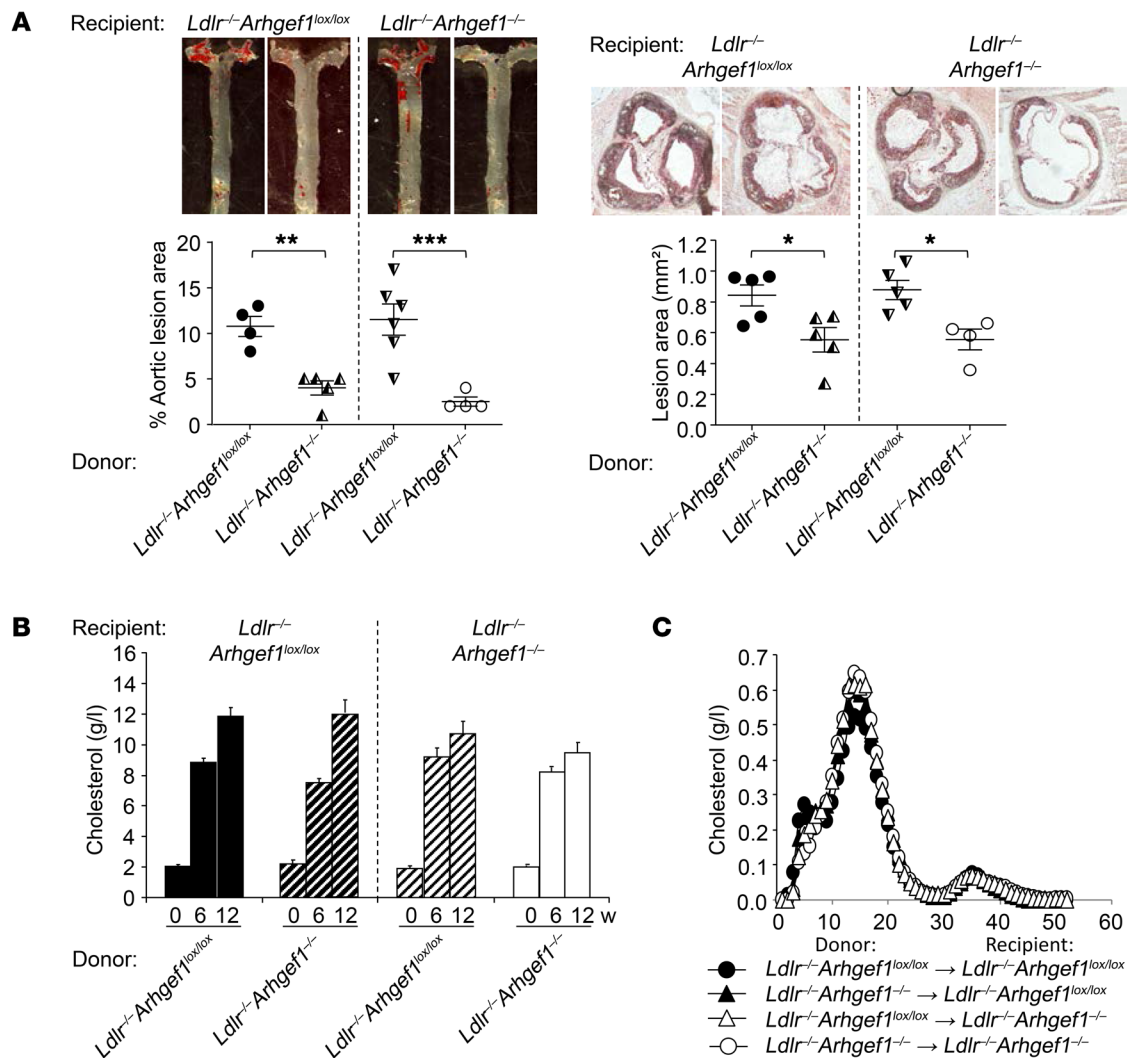 A
Recipient: Ldlr–/–Arhgef1lox/lox Ldlr–/–Arhgef1–/–
% Aortic lesion area
20
15
10
5
0
** ***
Donor:
Ldlr–/–Arhgef1lox/lox
Ldlr–/–Arhgef1–/–
Ldlr–/–Arhgef1lox/lox
Ldlr–/–Arhgef1–/–
Recipient: Ldlr–/– Ldlr–/–
Arhgef1lox/lox Arhgef1–/–
Lesion area (mm²)
1.2
1.0
0.8
0.6
0.4
0.2
0.0
* *
Donor:
Ldlr–/–Arhgef1lox/lox
Ldlr–/–Arhgef1–/–
Ldlr–/–Arhgef1lox/lox
Ldlr–/–Arhgef1–/–
B
Recipient: Ldlr–/– Ldlr–/–
Arhgef1lox/lox Arhgef1–/–
Cholesterol (g/l)
16
14
12
10
8
6
4
2
0
0 6 12 0 6 12 0 6 12 0 6 12 w
Donor:
Ldlr–/–Arhgef1lox/lox
Ldlr–/–Arhgef1–/–
Ldlr–/–Arhgef1lox/lox
Ldlr–/–Arhgef1–/–
C
Cholesterol (g/l)
0.7
0.6
0.5
0.4
0.3
0.2
0.1
0.0
0 10 20 30 40 50 60
Donor: Recipient:
Ldlr–/–Arhgef1lox/lox → Ldlr–/–Arhgef1lox/lox
Ldlr–/–Arhgef1–/– → Ldlr–/–Arhgef1lox/lox
Ldlr–/–Arhgef1lox/lox → Ldlr–/–Arhgef1–/–
Ldlr–/–Arhgef1–/– → Ldlr–/–Arhgef1–/–